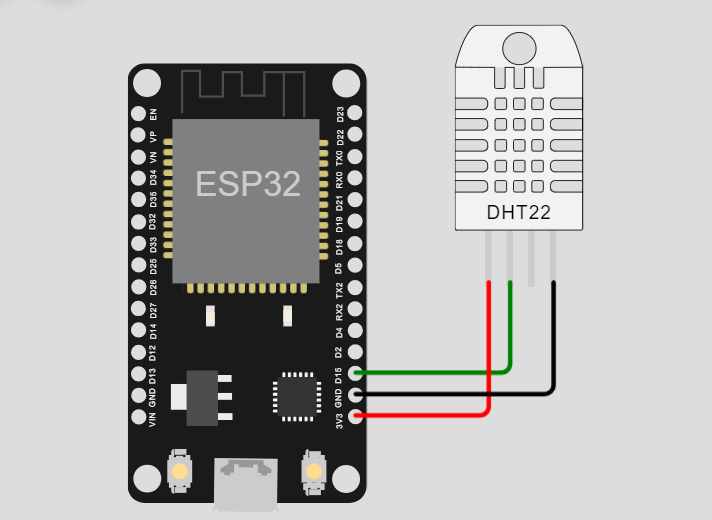 EN
VP
VN
D34
D35
D32
D33
D25
D26
D27
D14
D12
D13
GND
VIN
ESP32
D23
D22
TX0
RX0
D21
D19
D18
D5
TX2
RX2
D4
D2
D15
GND
3V3
DHT22